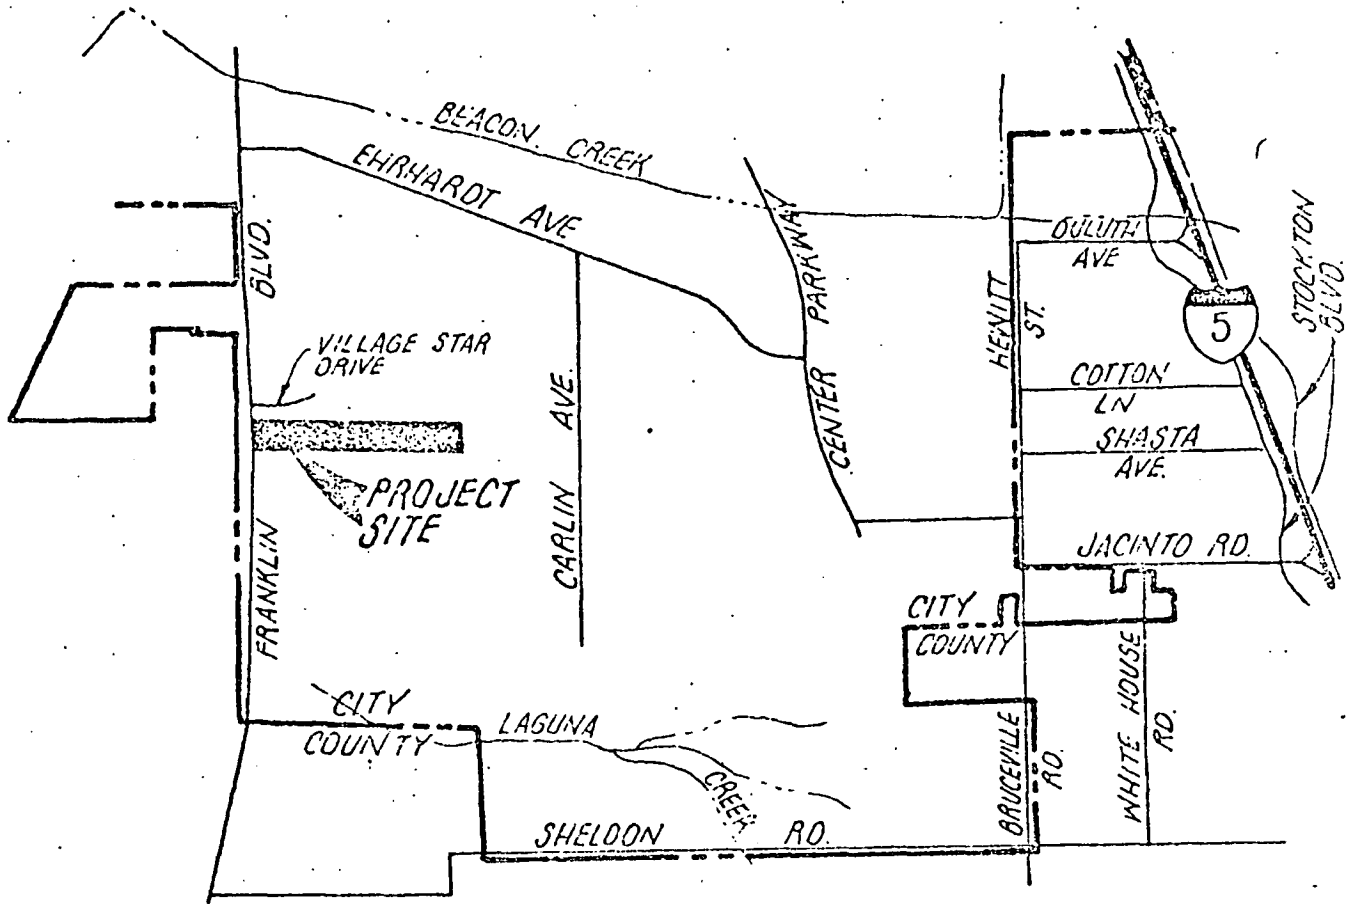 BEACON CREEK
EHRHARDT AVE
BLVD.
VILLAGE STAR
DRIVE
PROJECT
SITE
FRANKLIN
CARLIN AVE.
CENTER PARKWAY
HEWITT
ST.
DULUTH
AVE
STOCKTON
BLVD.
5
COTTON
LN
SHASTA
AVE.
JACINTO RD.
CITY
COUNTY
CITY
COUNTY
LAGUNA
CREEK
BRUCEVILLE
RD.
WHITE HOUSE
RD.
SHELDON RD.